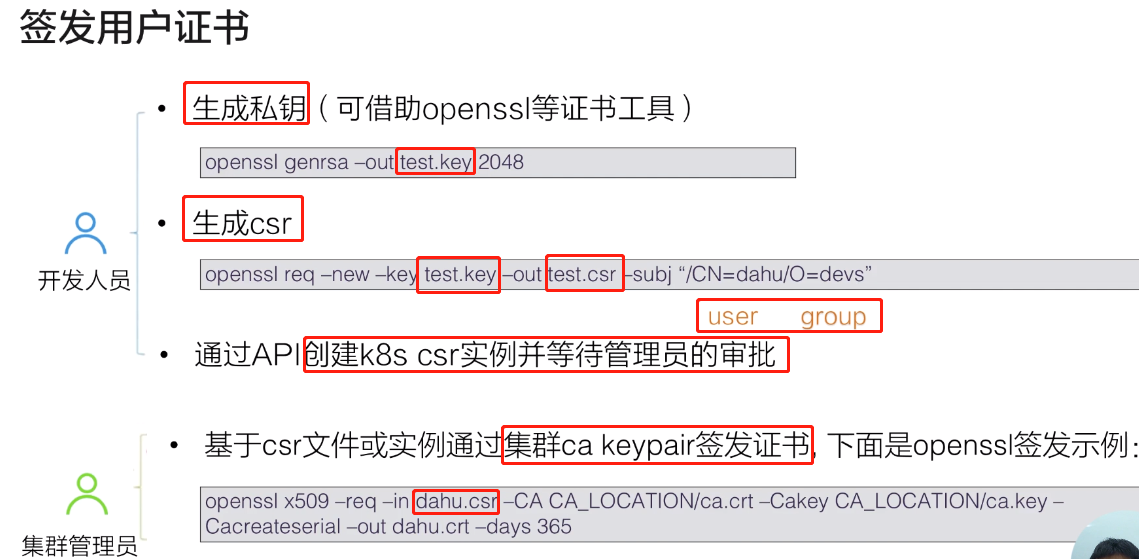 签发用户证书
• 生成私钥（可借助openssl等证书工具）
openssl genrsa –out test.key 2048
• 生成csr
openssl req –new –key test.key –out test.csr –subj “/CN=dahu/O=devs”
user group
开发人员
• 通过API创建k8s csr实例并等待管理员的审批
• 基于csr文件或实例通过集群ca keypair签发证书, 下面是openssl签发示例：
openssl x509 –req –in dahu.csr –CA CA_LOCATION/ca.crt –Cakey CA_LOCATION/ca.key –
Cacreateserial –out dahu.crt –days 365
集群管理员